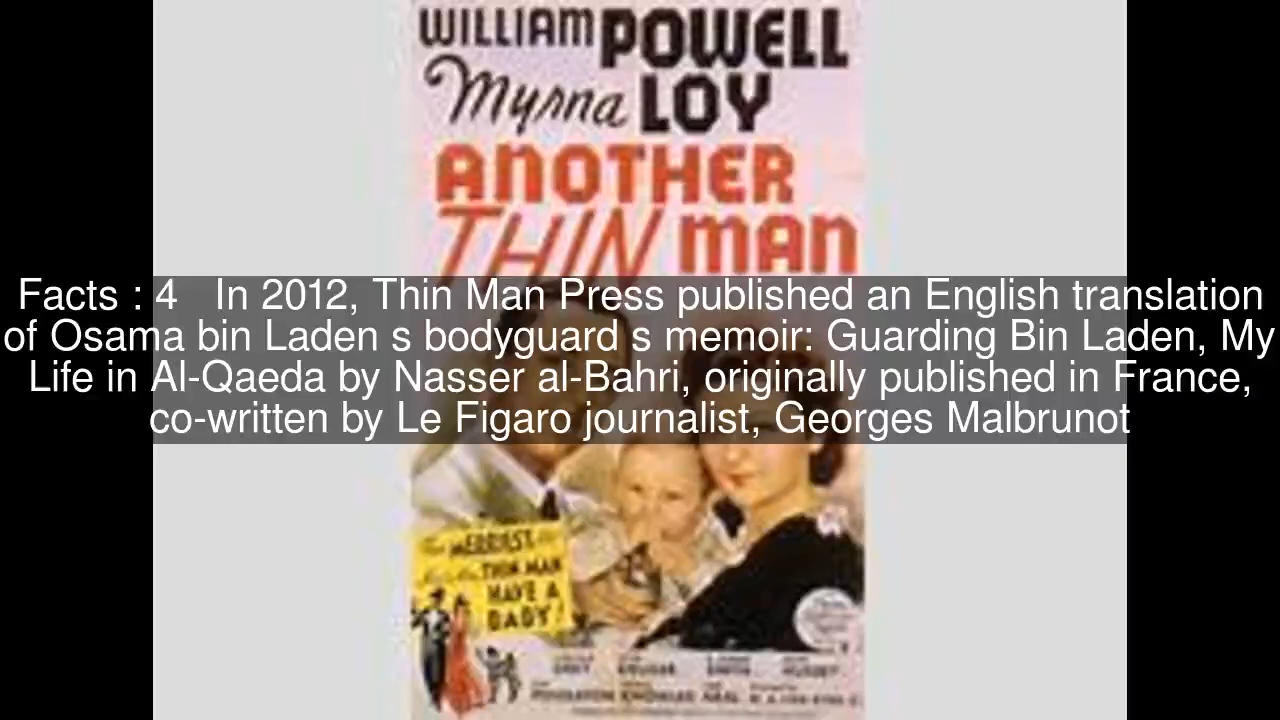 WILLIAM POWELL
Myrna LOY
ANOTHER
THIN MAN
Facts : 4 In 2012, Thin Man Press published an English translation
of Osama bin Laden s bodyguard s memoir: Guarding Bin Laden, My
Life in Al-Qaeda by Nasser al-Bahri, originally published in France,
co-written by Le Figaro journalist, Georges Malbrunot
The MERRIEST
THIN MAN
HAVE A
BABY!